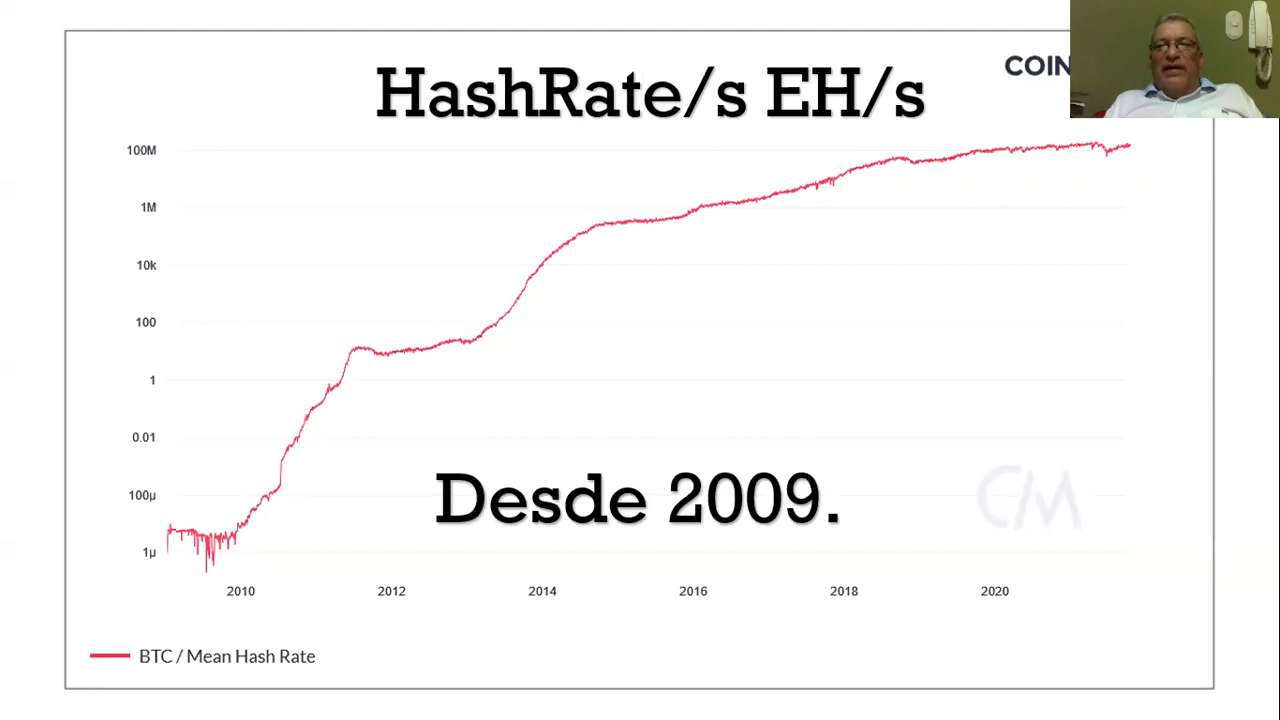 HashRate/s EH/s
COIN
100M
1M
10k
100
1
0.01
100µ
1µ
Desde 2009.
CM
2010 2012 2014 2016 2018 2020
BTC / Mean Hash Rate